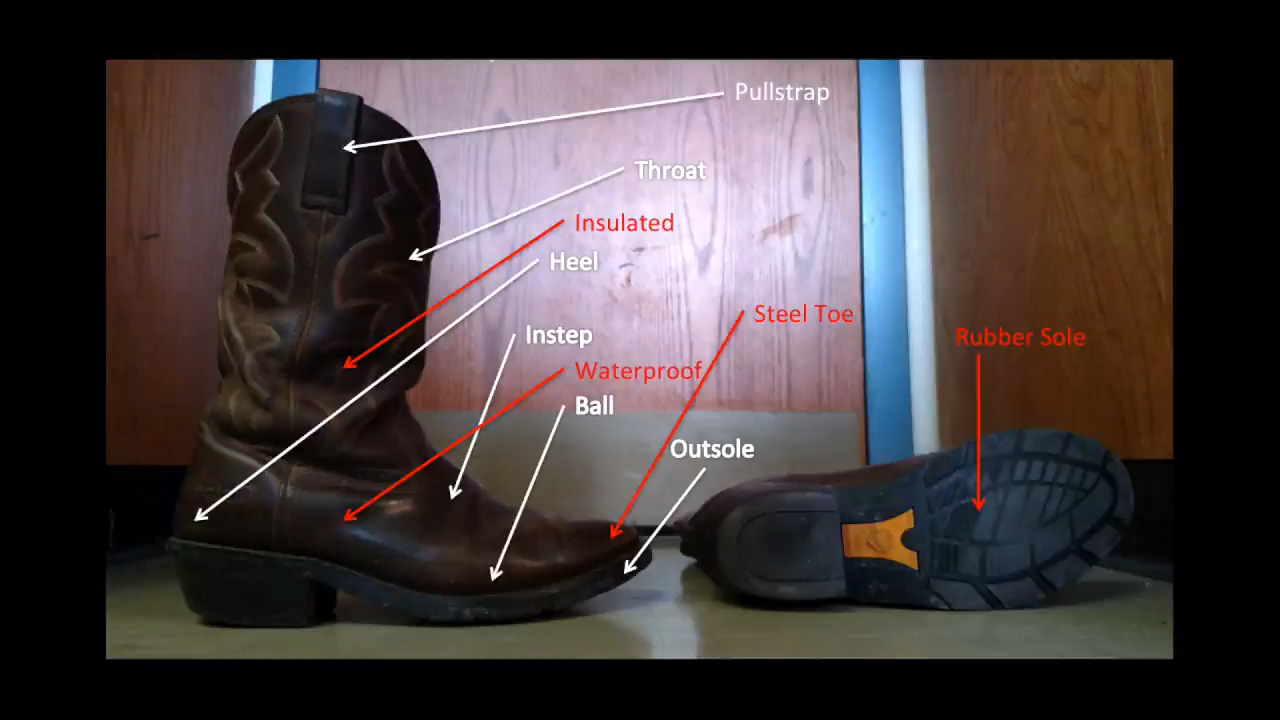 Pullstrap
Throat
Insulated
Heel
Steel Toe
Instep
Rubber Sole
Waterproof
Ball
Outsole